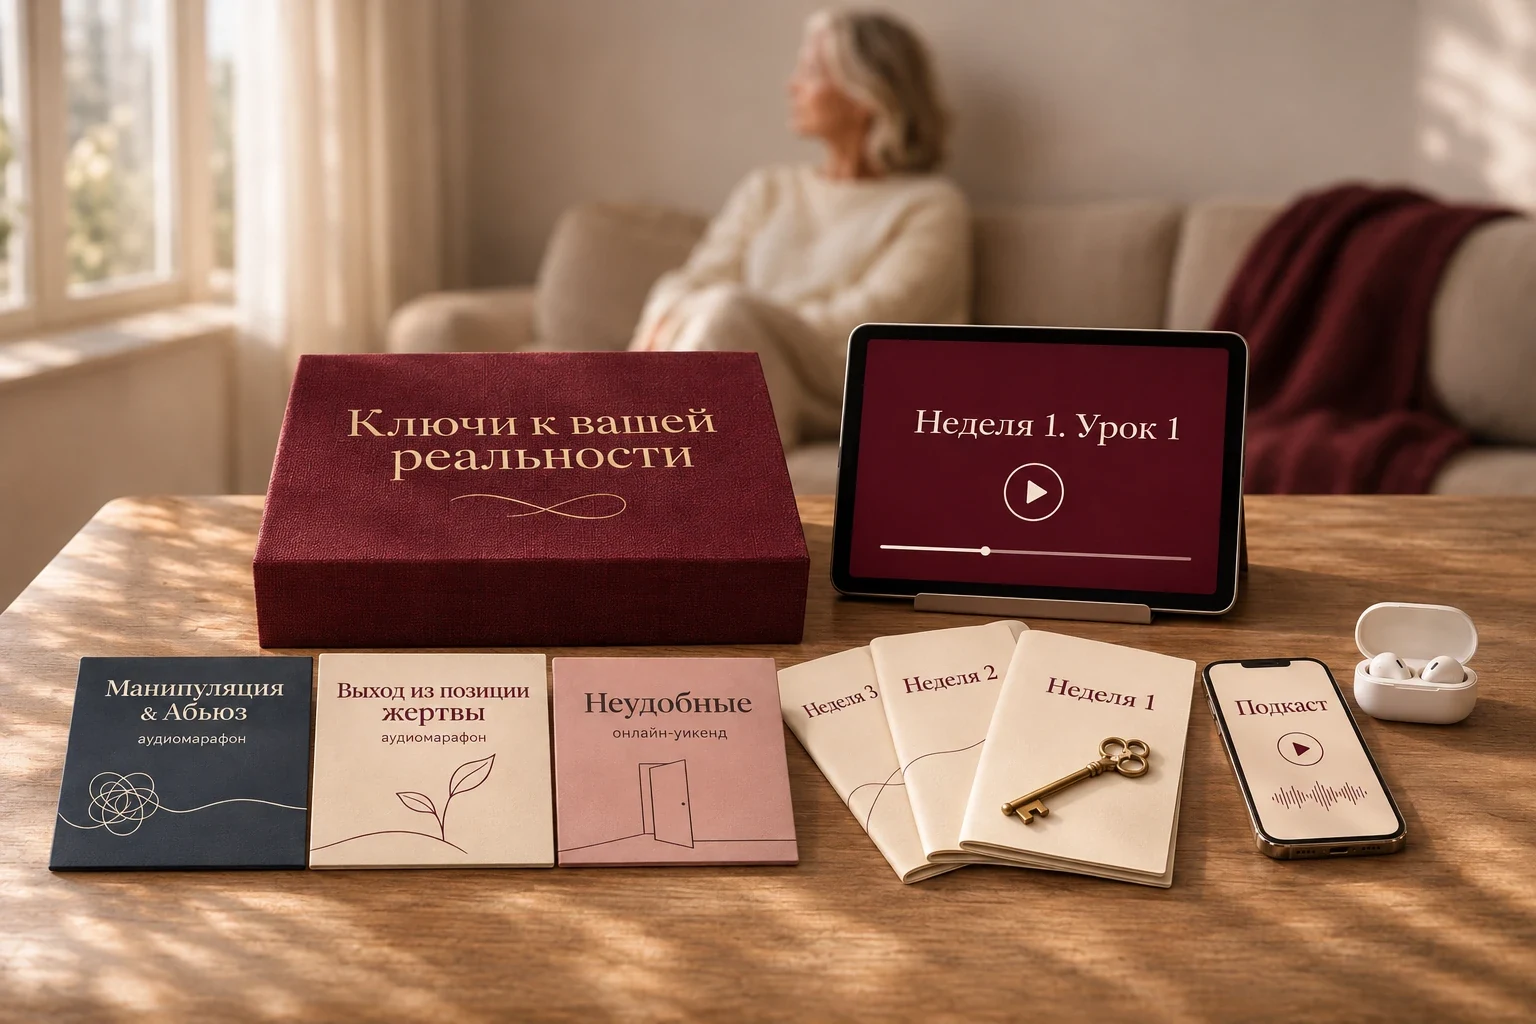 Ключи к вашей
реальности
Неделя 1. Урок 1
Манипуляция
& Абьюз
аудиомарафон
Выход из позиции
жертвы
аудиомарафон
Неудобные
онлайн-уикенд
Неделя 3
Неделя 2
Неделя 1
Подкаст